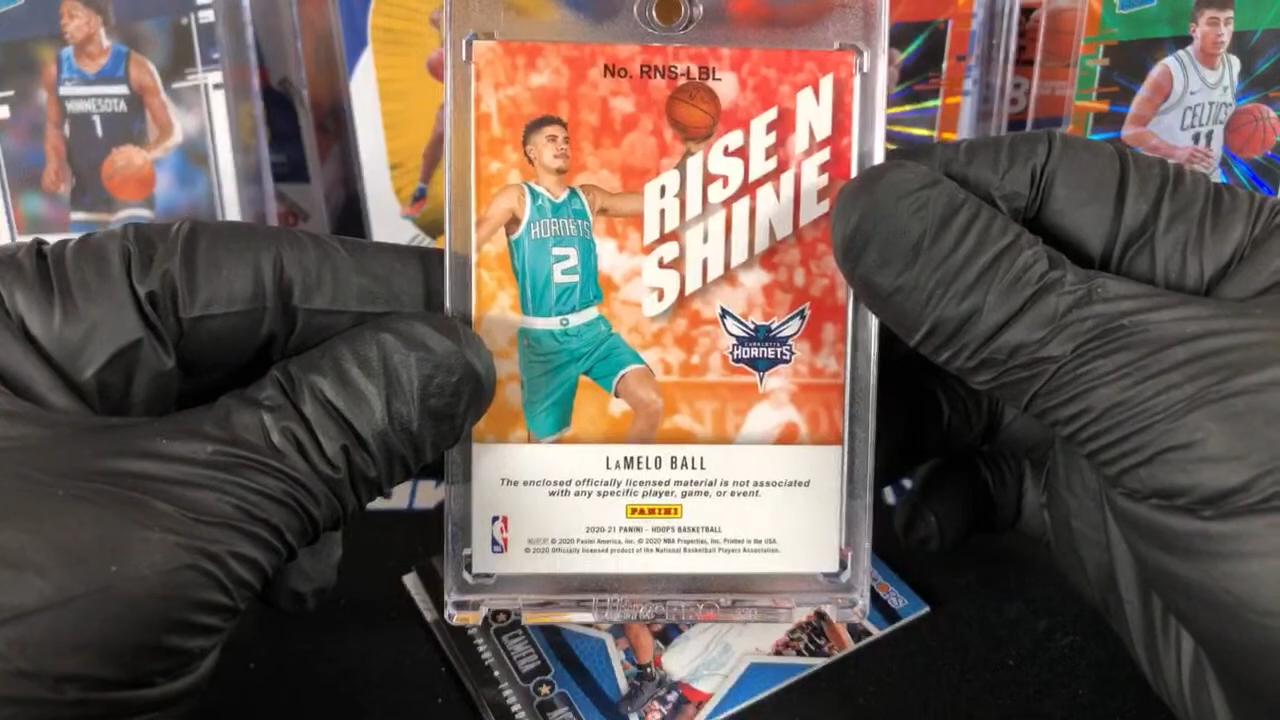 No. RNS-LBL
RISE N
SHINE
HORNETS
2
CHARLOTTE
HORNETS
LaMELO BALL
The enclosed officially licensed material is not associated
with any specific player, game, or event.
PANINI
2020-21 PANINI - HOOPS BASKETBALL
© 2020 Panini America, Inc. © 2020 NBA Properties, Inc. Printed in the USA.
© 2020 Officially licensed product of the National Basketball Players Association.
MINNESOTA
1
CELTICS
11
8
CAMERA